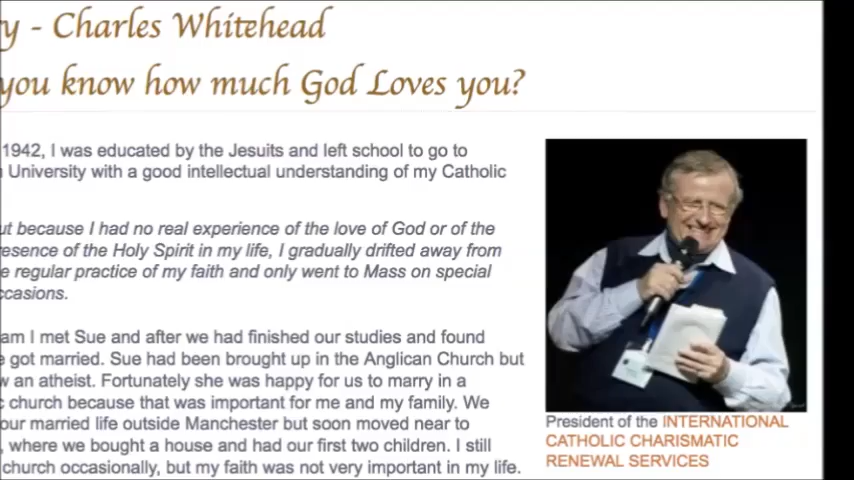 y - Charles Whitehead
you know how much God Loves you?
1942, I was educated by the Jesuits and left school to go to
University with a good intellectual understanding of my Catholic
ut because I had no real experience of the love of God or of the
resence of the Holy Spirit in my life, I gradually drifted away from
e regular practice of my faith and only went to Mass on special
ccasions.
am I met Sue and after we had finished our studies and found
e got married. Sue had been brought up in the Anglican Church but
w an atheist. Fortunately she was happy for us to marry in a
c church because that was important for me and my family. We
our married life outside Manchester but soon moved near to
, where we bought a house and had our first two children. I still
church occasionally, but my faith was not very important in my life.
President of the INTERNATIONAL
CATHOLIC CHARISMATIC
RENEWAL SERVICES